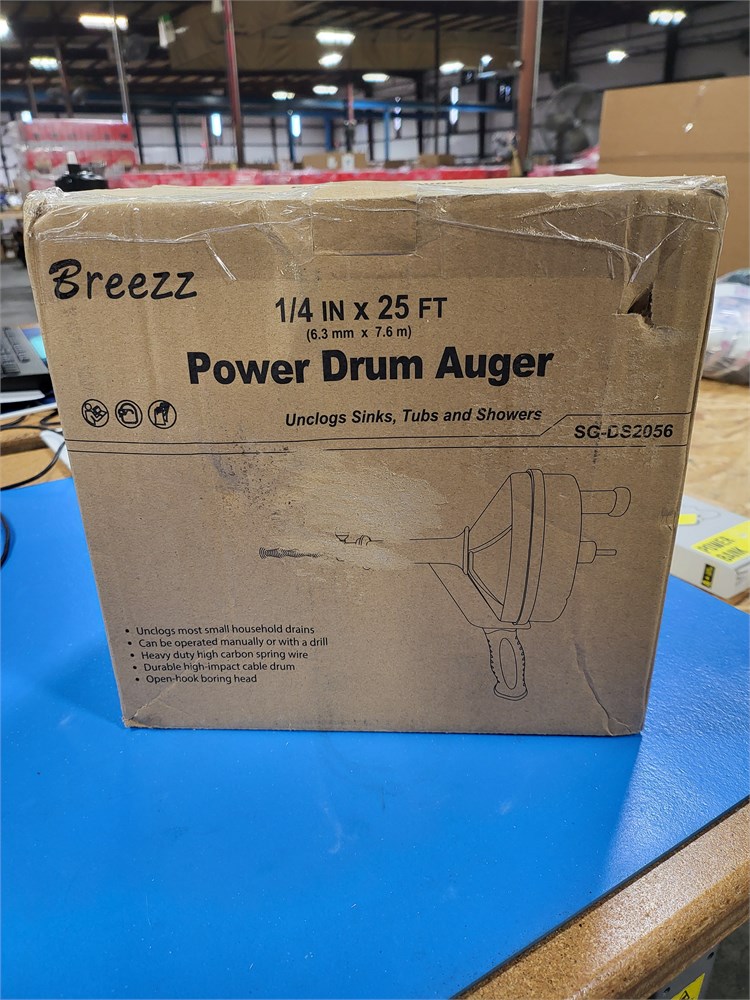 Breezz
1/4 IN x 25 FT
(6.3 mm x 7.6 m)
Power Drum Auger
Unclogs Sinks, Tubs and Showers
SG-DS2056
• Unclogs most small household drains
• Can be operated manually or with a drill
• Heavy duty high carbon spring wire
• Durable high-impact cable drum
• Open-hook boring head
POWER
BANK